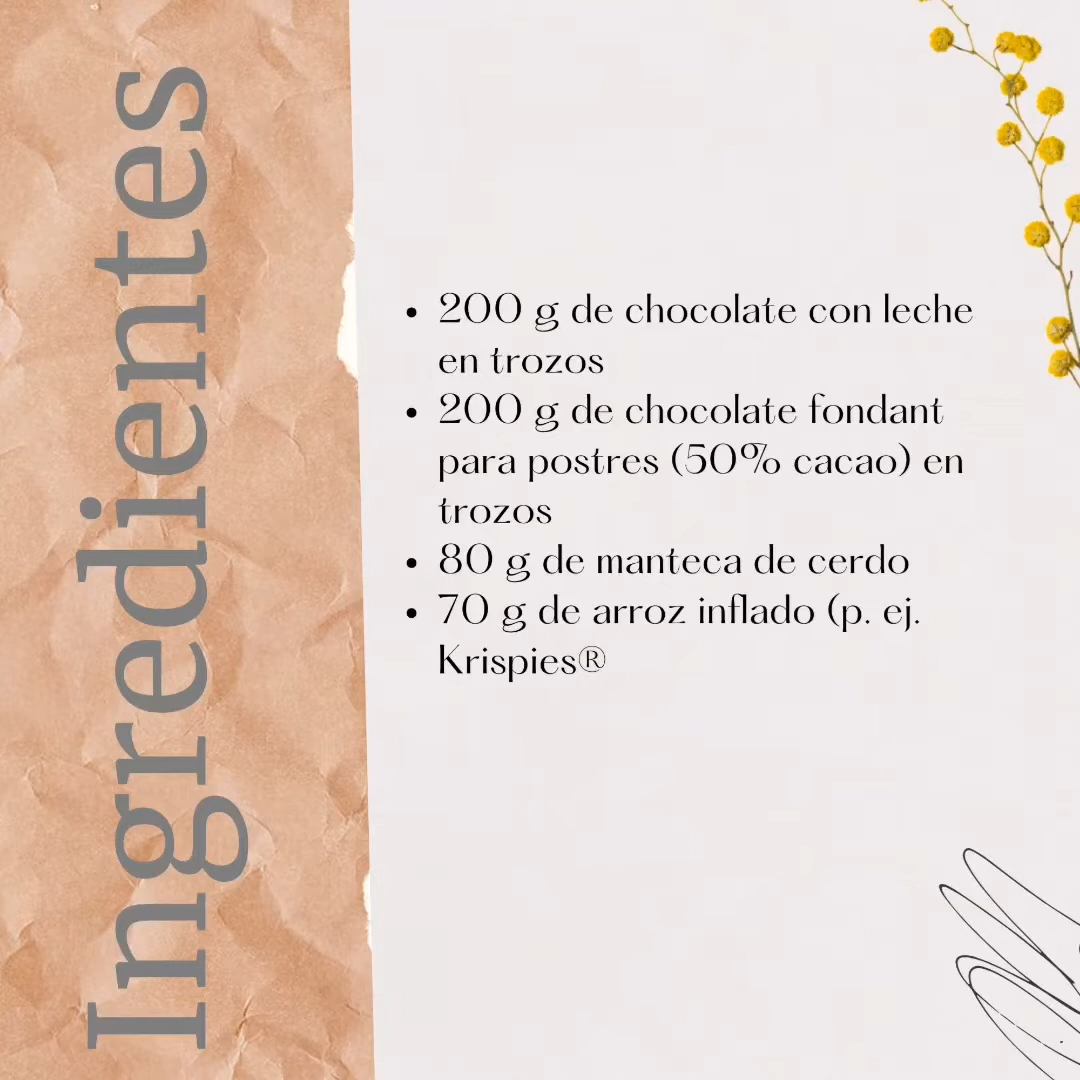 Ingredientes
• 200 g de chocolate con leche
en trozos
• 200 g de chocolate fondant
para postres (50% cacao) en
trozos
• 80 g de manteca de cerdo
• 70 g de arroz inflado (p. ej.
Krispies®